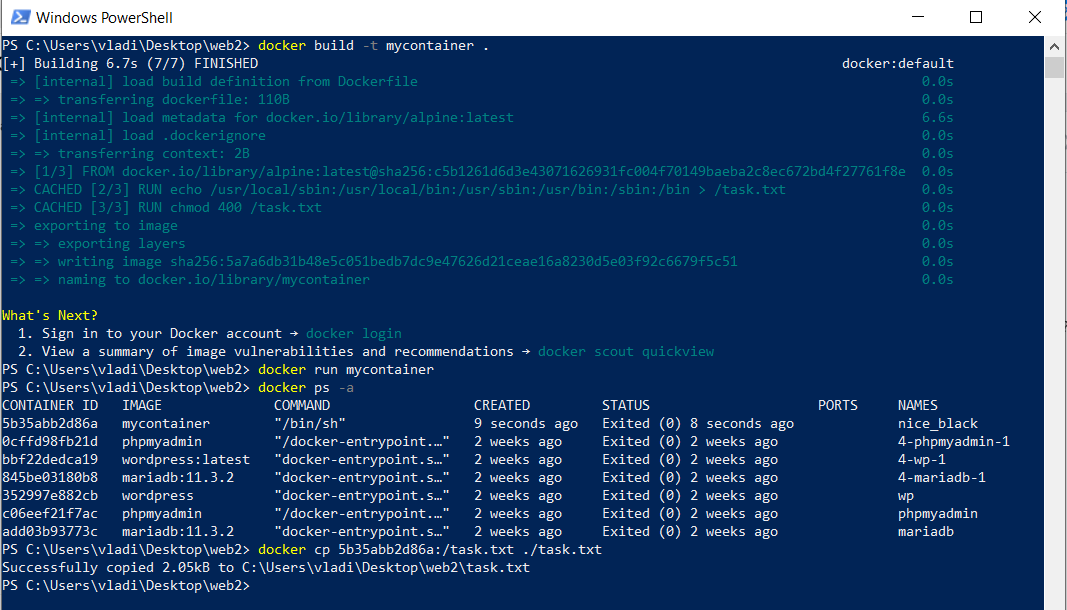 Windows PowerShell
PS C:\Users\vladi\Desktop\web2> docker build -t mycontainer .
[+] Building 6.7s (7/7) FINISHED docker:default
=> [internal] load build definition from Dockerfile 0.0s
=> => transferring dockerfile: 110B 0.0s
=> [internal] load metadata for docker.io/library/alpine:latest 6.6s
=> [internal] load .dockerignore 0.0s
=> => transferring context: 2B 0.0s
=> [1/3] FROM docker.io/library/alpine:latest@sha256:c5b1261d6d3e43071626931fc004f70149baeba2c8ec672bd4f27761f8e 0.0s
=> CACHED [2/3] RUN echo /usr/local/sbin:/usr/local/bin:/usr/sbin:/usr/bin:/sbin:/bin > /task.txt 0.0s
=> CACHED [3/3] RUN chmod 400 /task.txt 0.0s
=> exporting to image 0.0s
=> => exporting layers 0.0s
=> => writing image sha256:5a7a6db31b48e5c051bedb7dc9e47626d21ceae16a8230d5e03f92c6679f5c51 0.0s
=> => naming to docker.io/library/mycontainer 0.0s
What's Next?
1. Sign in to your Docker account → docker login
2. View a summary of image vulnerabilities and recommendations → docker scout quickview
PS C:\Users\vladi\Desktop\web2> docker run mycontainer
PS C:\Users\vladi\Desktop\web2> docker ps -a
CONTAINER ID IMAGE COMMAND CREATED STATUS PORTS NAMES
5b35abb2d86a mycontainer "/bin/sh" 9 seconds ago Exited (0) 8 seconds ago nice_black
0cffd98fb21d phpmyadmin "/docker-entrypoint.…" 2 weeks ago Exited (0) 2 weeks ago 4-phpmyadmin-1
bbf22dedca19 wordpress:latest "docker-entrypoint.s…" 2 weeks ago Exited (0) 2 weeks ago 4-wp-1
845be03180b8 mariadb:11.3.2 "docker-entrypoint.s…" 2 weeks ago Exited (0) 2 weeks ago 4-mariadb-1
352997e882cb wordpress "docker-entrypoint.s…" 2 weeks ago Exited (0) 2 weeks ago wp
c06eef21f7ac phpmyadmin "/docker-entrypoint.…" 2 weeks ago Exited (0) 2 weeks ago phpmyadmin
add03b93773c mariadb:11.3.2 "docker-entrypoint.s…" 2 weeks ago Exited (0) 2 weeks ago mariadb
PS C:\Users\vladi\Desktop\web2> docker cp 5b35abb2d86a:/task.txt ./task.txt
Successfully copied 2.05kB to C:\Users\vladi\Desktop\web2\task.txt
PS C:\Users\vladi\Desktop\web2>